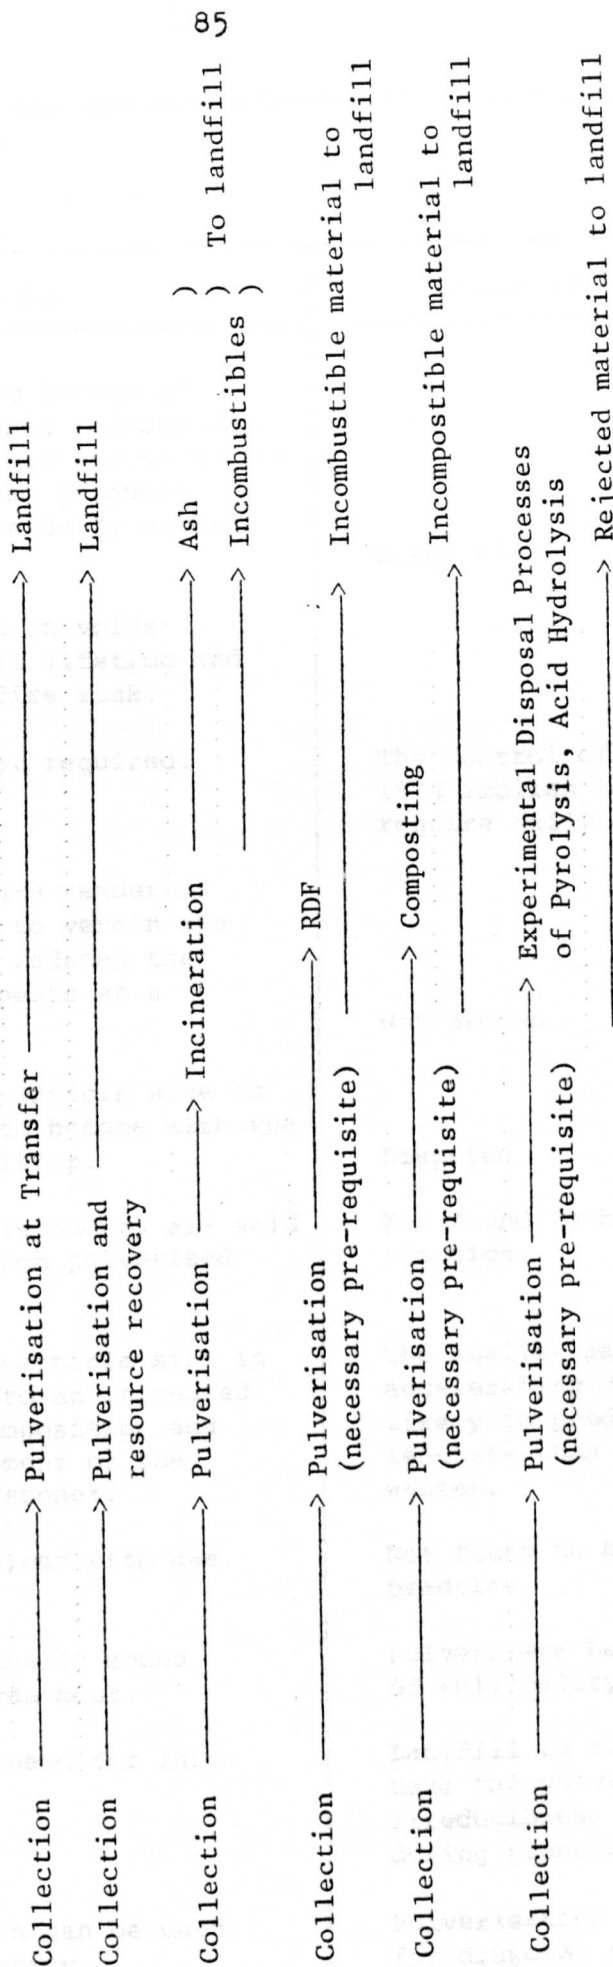 85
Collection ————> Pulverisation at Transfer ————> Landfill
Collection ————> Pulverisation and ————> Landfill
resource recovery
Collection ————> Pulverisation ————> Incineration ————> Ash ) 
————> Incombustibles ) ) To landfill
Collection ————> Pulverisation ————> RDF
(necessary pre-requisite) ————> Incombustible material to
landfill
Collection ————> Pulverisation ————> Composting
(necessary pre-requisite) ————> Incompostible material to
landfill
Collection ————> Pulverisation ————> Experimental Disposal Processes
(necessary pre-requisite) of Pyrolysis, Acid Hydrolysis
————> Rejected material to landfill